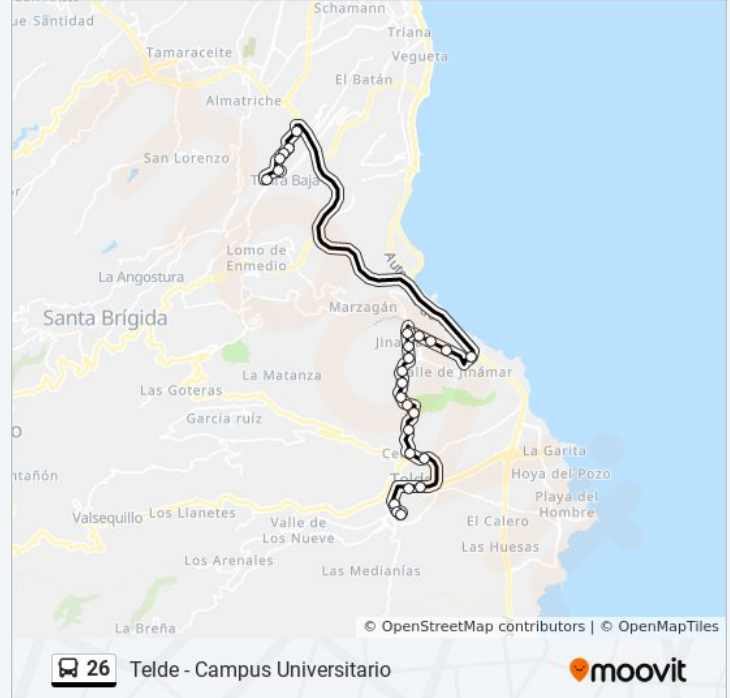 Schamann
ue Santidad
Triana
Tamaraceite
Vegueta
El Batán
Almatriche
San Lorenzo
Tafira Baja
Lomo de
Enmedio
La Angostura
Marzagán
Santa Brígida
Valle de Jinámar
La Matanza
Las Goteras
García ruiz
La Garita
Telde
Hoya del Pozo
Playa del
Hombre
Valsequillo
Los Llanetes
Valle de
Los Nueve
El Calero
Las Huesas
Los Arenales
Las Medianías
La Breña
© OpenStreetMap contributors | © OpenMapTiles
26 Telde - Campus Universitario
moovit